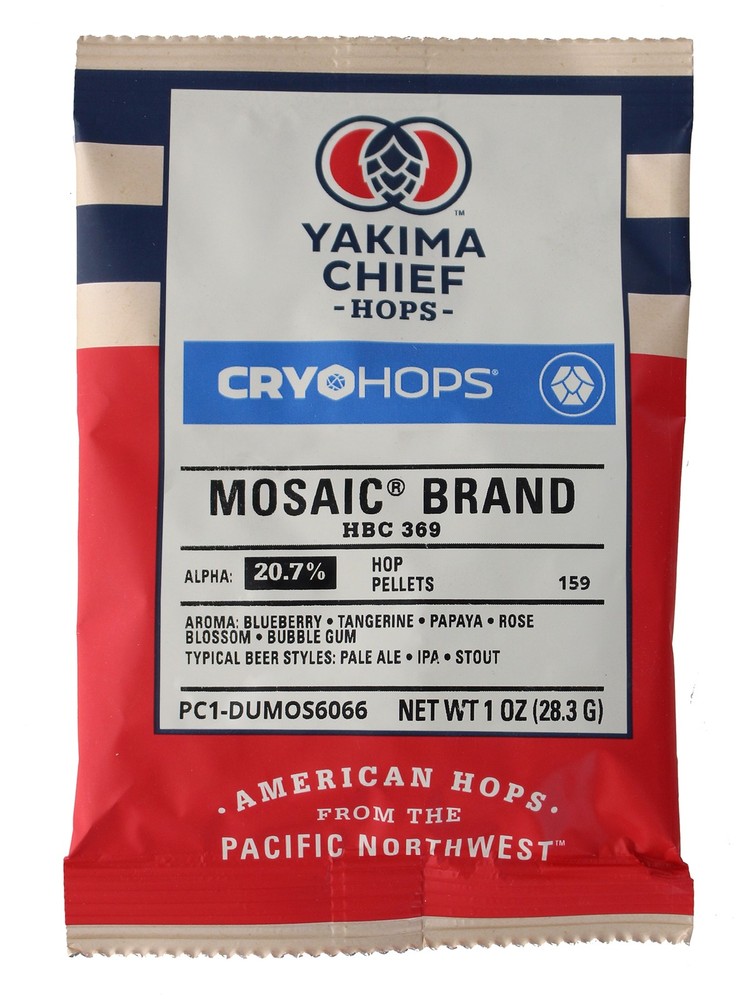 YAKIMA
CHIEF
-HOPS-
™
CRYOHOPS®
MOSAIC® BRAND
HBC 369
ALPHA: 20.7% HOP PELLETS 159
AROMA: BLUEBERRY • TANGERINE • PAPAYA • ROSE
BLOSSOM • BUBBLE GUM
TYPICAL BEER STYLES: PALE ALE • IPA • STOUT
PC1-DUMOS6066 NET WT 1 OZ (28.3 G)
• AMERICAN HOPS •
FROM THE
PACIFIC NORTHWEST™